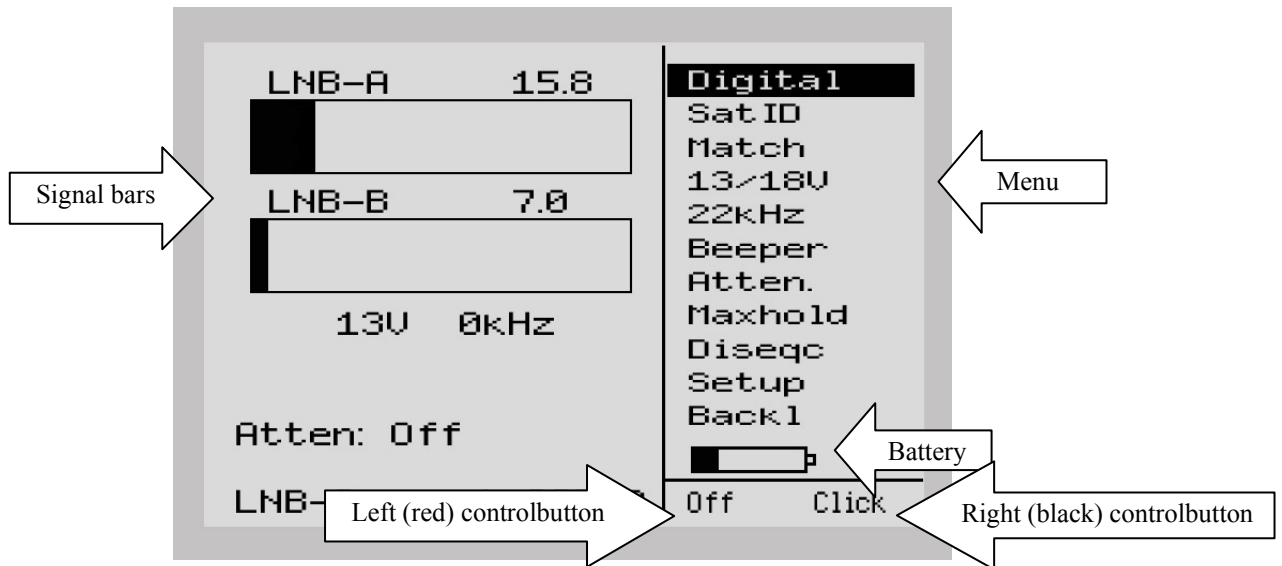 LNB-A 15.8
LNB-B 7.0
13V 0kHz
Atten: Off
LNB-
Digital
SatID
Match
13/18V
22kHz
Beeper
Atten.
Maxhold
Diseqc
Setup
Backl
Off Click
Signal bars
Menu
Battery
Left (red) controlbutton
Right (black) controlbutton